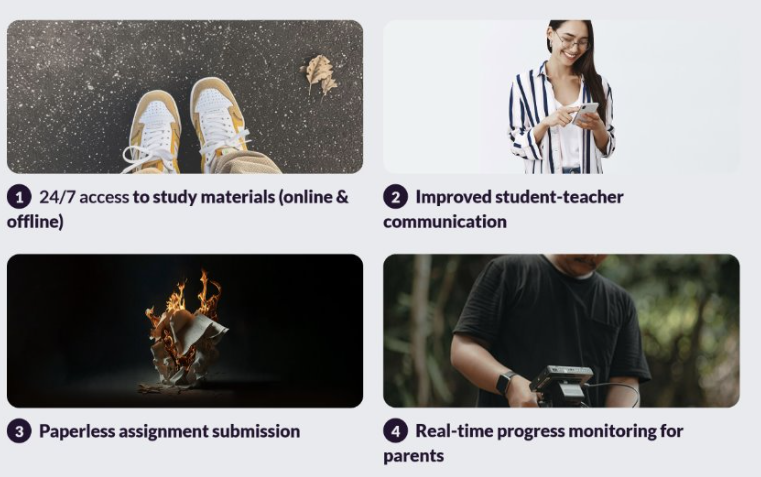 1 24/7 access to study materials (online &
offline)
2 Improved student-teacher
communication
3 Paperless assignment submission
4 Real-time progress monitoring for
parents